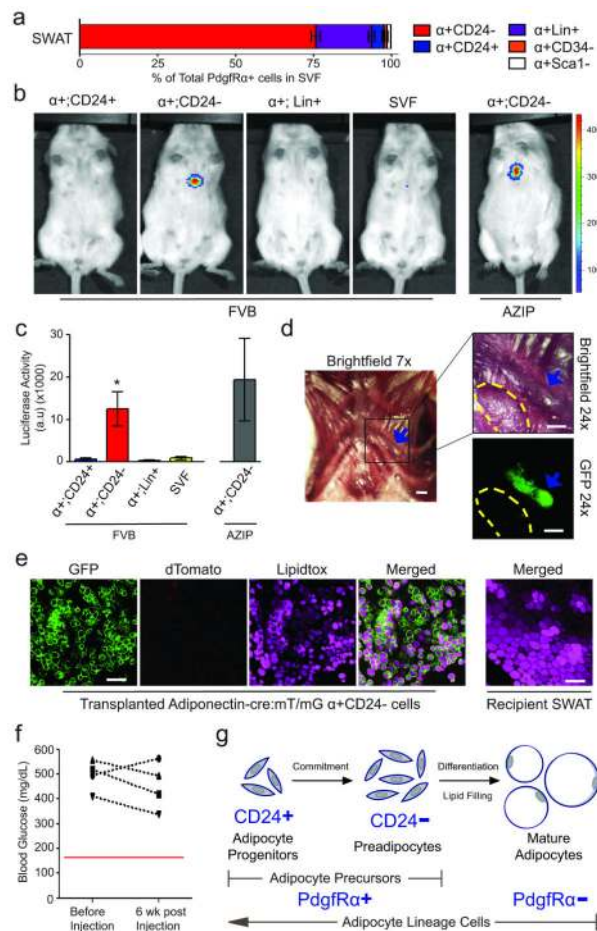 a
SWAT
0 25 50 75 100
% of Total PdgfRα+ cells in SVF
α+CD24-
α+CD24+
α+Lin+
α+CD34-
α+Sca1-
b
α+;CD24+ α+;CD24- α+; Lin+ SVF α+;CD24-
40
30
20
10
FVB AZIP
c
Luciferase Activity
(a.u) (x1000)
30
20
10
0
*
α+;CD24+
α+;CD24-
α+;Lin+
SVF
α+;CD24-
FVB AZIP
d
Brightfield 7x
Brightfield 24x
GFP 24x
e
GFP dTomato Lipidtox Merged Merged
Transplanted Adiponectin-cre:mT/mG α+CD24- cells Recipient SWAT
f
Blood Glucose (mg/dL)
600
500
400
300
200
100
0
Before
Injection
6 wk post
Injection
g
Commitment Differentiation
Lipid Filling
CD24+ CD24-
Adipocyte
Progenitors
Preadipocytes
Mature
Adipocytes
Adipocyte Precursors
PdgfRα+ PdgfRα-
Adipocyte Lineage Cells